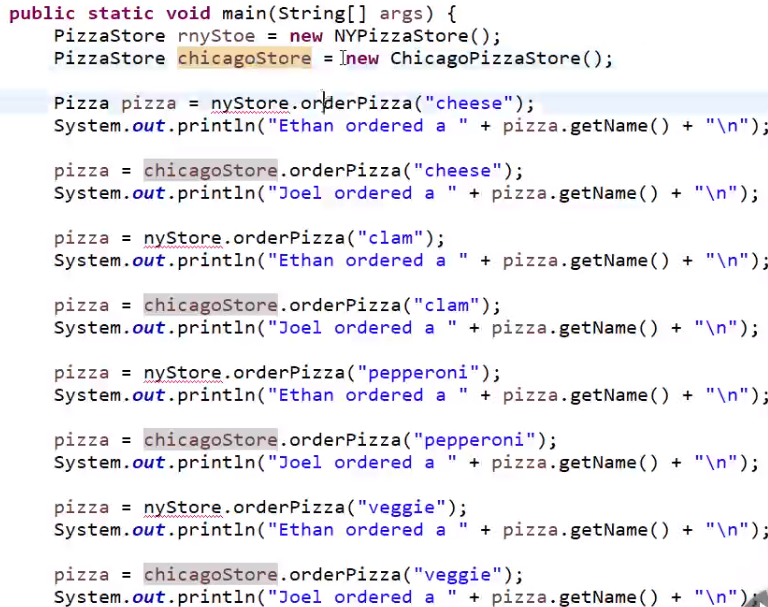 public static void main(String[] args) {
PizzaStore rnyStoe = new NYPizzaStore();
PizzaStore chicagoStore = new ChicagoPizzaStore();
Pizza pizza = nyStore.orderPizza("cheese");
System.out.println("Ethan ordered a " + pizza.getName() + "\n");
pizza = chicagoStore.orderPizza("cheese");
System.out.println("Joel ordered a " + pizza.getName() + "\n");
pizza = nyStore.orderPizza("clam");
System.out.println("Ethan ordered a " + pizza.getName() + "\n");
pizza = chicagoStore.orderPizza("clam");
System.out.println("Joel ordered a " + pizza.getName() + "\n");
pizza = nyStore.orderPizza("pepperoni");
System.out.println("Ethan ordered a " + pizza.getName() + "\n");
pizza = chicagoStore.orderPizza("pepperoni");
System.out.println("Joel ordered a " + pizza.getName() + "\n");
pizza = nyStore.orderPizza("veggie");
System.out.println("Ethan ordered a " + pizza.getName() + "\n");
pizza = chicagoStore.orderPizza("veggie");
System.out.println("Joel ordered a " + pizza.getName() + "\n");